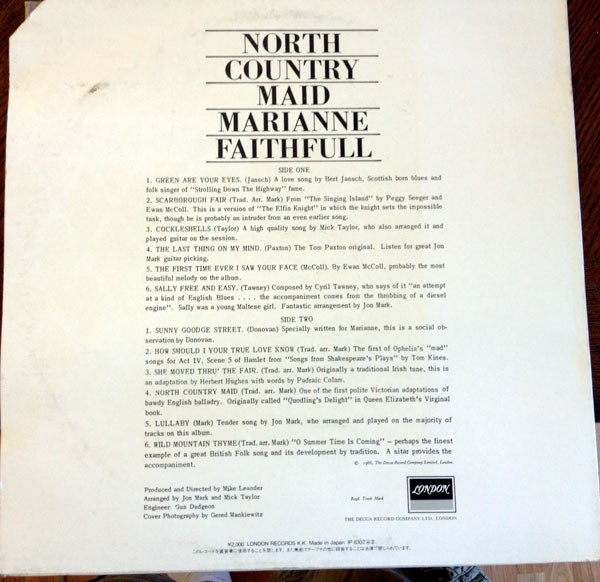 NORTH
COUNTRY
MAID
MARIANNE
FAITHFULL
SIDE ONE
1. GREEN ARE YOUR EYES. (Jansch) A love song by Bert Jansch, Scottish born blues and
folk singer of "Strolling Down The Highway" fame.
2. SCARBOROUGH FAIR (Trad. Arr. Mark) From "The Singing Island" by Peggy Seeger and
Ewan McColl. This is a version of "The Elfin Knight" in which the knight sets the impossible
task, though he is probably an intruder from an even earlier song.
3. COCKLESHELLS (Taylor) A high quality song by Mick Taylor, who also arranged it and
played guitar on the session.
4. THE LAST THING ON MY MIND. (Paxton) The Tom Paxton original. Listen for great Jon
Mark guitar picking.
5. THE FIRST TIME EVER I SAW YOUR FACE (McColl). By Ewan McColl, probably the most
beautiful melody on the album.
6. SALLY FREE AND EASY. (Tawney) Composed by Cyril Tawney, who says of it "an attempt
at a kind of English Blues . . . . the accompaniment comes from the throbbing of a diesel
engine". Sally was a young Maltese girl. Fantastic arrangement by Jon Mark.
SIDE TWO
1. SUNNY GOODGE STREET. (Donovan) Specially written for Marianne, this is a social ob-
servation by Donovan.
2. HOW SHOULD I YOUR TRUE LOVE KNOW (Trad. arr. Mark) The first of Ophelia's "mad"
songs for Act IV, Scene 5 of Hamlet from "Songs from Shakespeare's Plays" by Tom Kines.
3. SHE MOVED THRU' THE FAIR. (Trad. arr. Mark) Originally a traditional Irish tune, this is
an adaptation by Herbert Hughes with words by Padraic Colum.
4. NORTH COUNTRY MAID (Trad. arr. Mark) One of the first polite Victorian adaptations of
bawdy English balladry. Originally called "Quodling's Delight" in Queen Elizabeth's Virginal
book.
5. LULLABY (Mark) Tender song by Jon Mark, who arranged and played on the majority of
tracks on this album.
6. WILD MOUNTAIN THYME (Trad. arr. Mark) "O Summer Time Is Coming" – perhaps the finest
example of a great British Folk song and its development by tradition. A sitar provides the
accompaniment.
© 1966, The Decca Record Company Limited, London.
Produced and Directed by Mike Leander
Arranged by Jon Mark and Mick Taylor
Engineer: Gus Dudgeon
Cover Photography by Gered Mankiewitz
Regd. Trade Mark
LONDON
THE DECCA RECORD COMPANY LTD., LONDON
¥2,000 LONDON RECORDS K.K. Made in Japan